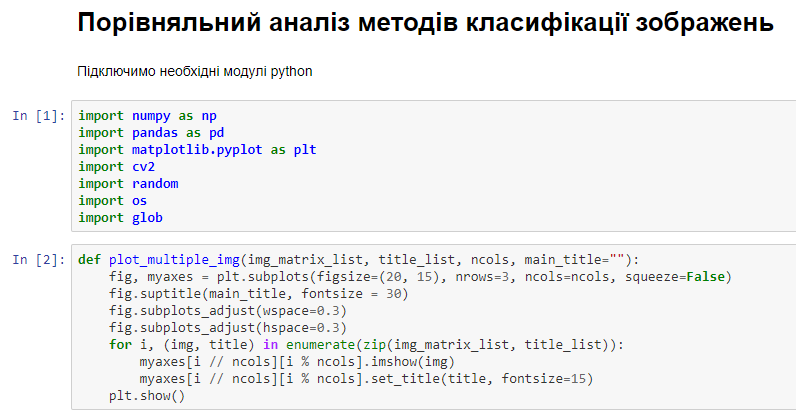 Порівняльний аналіз методів класифікації зображень
Підключимо необхідні модулі python
In [1]:
import numpy as np
import pandas as pd
import matplotlib.pyplot as plt
import cv2
import random
import os
import glob
In [2]:
def plot_multiple_img(img_matrix_list, title_list, ncols, main_title=""):
    fig, myaxes = plt.subplots(figsize=(20, 15), nrows=3, ncols=ncols, squeeze=False)
    fig.suptitle(main_title, fontsize = 30)
    fig.subplots_adjust(wspace=0.3)
    fig.subplots_adjust(hspace=0.3)
    for i, (img, title) in enumerate(zip(img_matrix_list, title_list)):
        myaxes[i // ncols][i % ncols].imshow(img)
        myaxes[i // ncols][i % ncols].set_title(title, fontsize=15)
    plt.show()